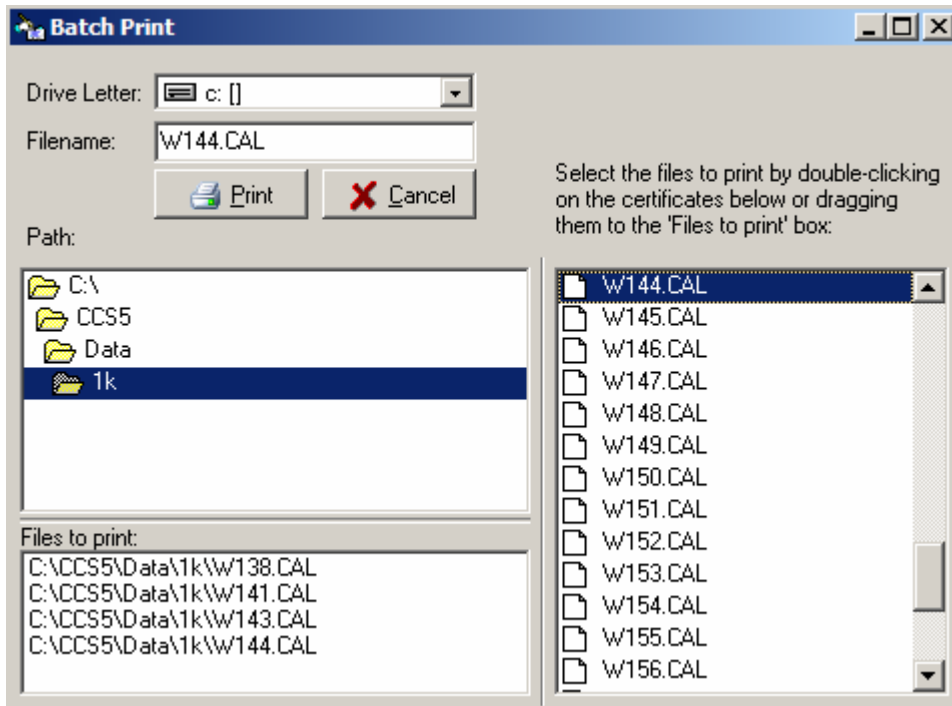 Batch Print
Drive Letter:
c: []
Filename:
W144.CAL
Print
Cancel
Path:
C:\
CCS5
Data
1k
Files to print:
C:\CCS5\Data\1k\W138.CAL
C:\CCS5\Data\1k\W141.CAL
C:\CCS5\Data\1k\W143.CAL
C:\CCS5\Data\1k\W144.CAL
Select the files to print by double-clicking
on the certificates below or dragging
them to the 'Files to print' box:
W144.CAL
W145.CAL
W146.CAL
W147.CAL
W148.CAL
W149.CAL
W150.CAL
W151.CAL
W152.CAL
W153.CAL
W154.CAL
W155.CAL
W156.CAL